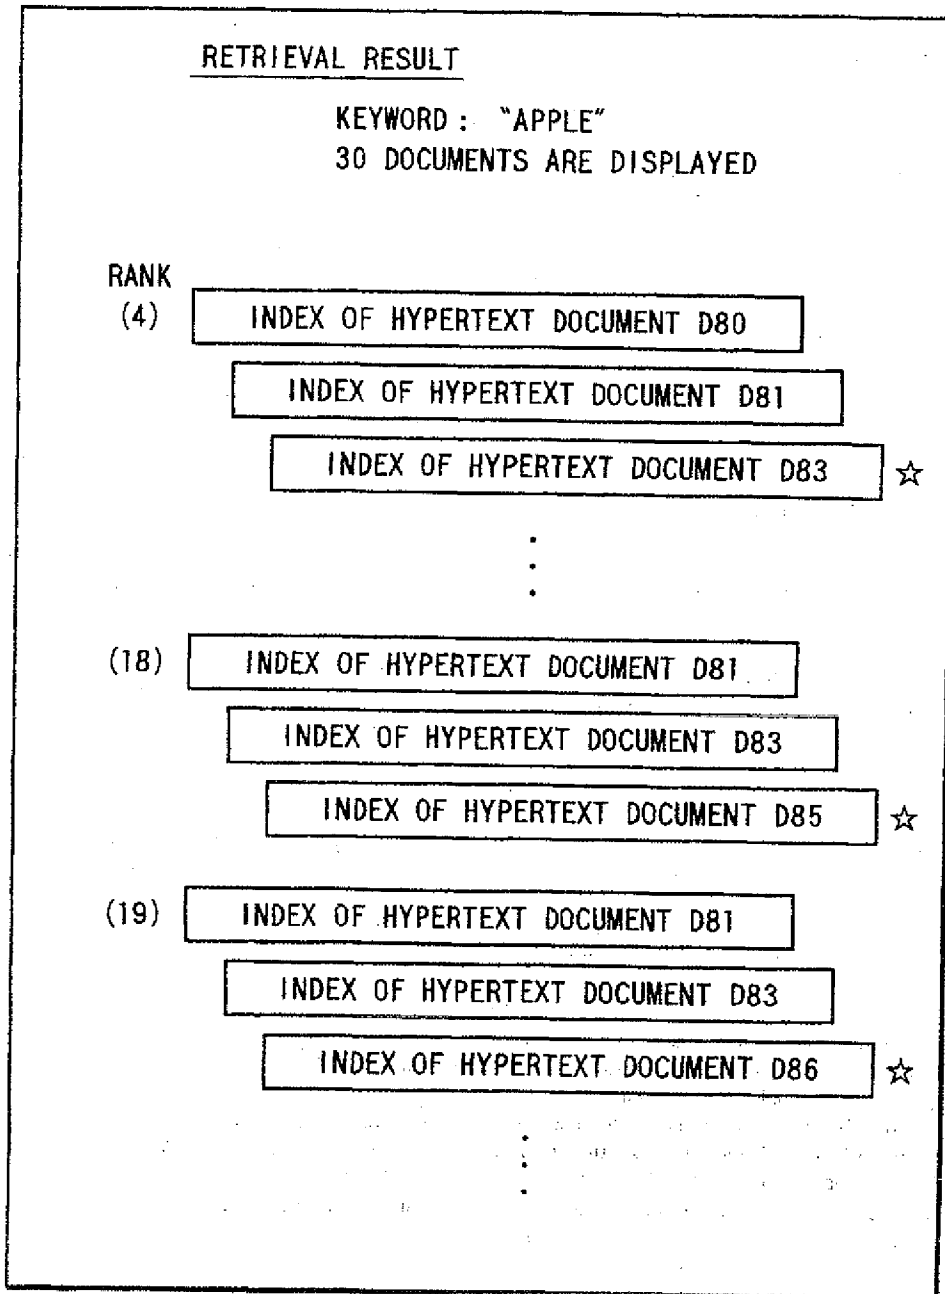 RETRIEVAL RESULT
KEYWORD : "APPLE"
30 DOCUMENTS ARE DISPLAYED
RANK
(4) INDEX OF HYPERTEXT DOCUMENT D80
INDEX OF HYPERTEXT DOCUMENT D81
INDEX OF HYPERTEXT DOCUMENT D83 ☆
(18) INDEX OF HYPERTEXT DOCUMENT D81
INDEX OF HYPERTEXT DOCUMENT D83
INDEX OF HYPERTEXT DOCUMENT D85 ☆
(19) INDEX OF HYPERTEXT DOCUMENT D81
INDEX OF HYPERTEXT DOCUMENT D83
INDEX OF HYPERTEXT DOCUMENT D86 ☆